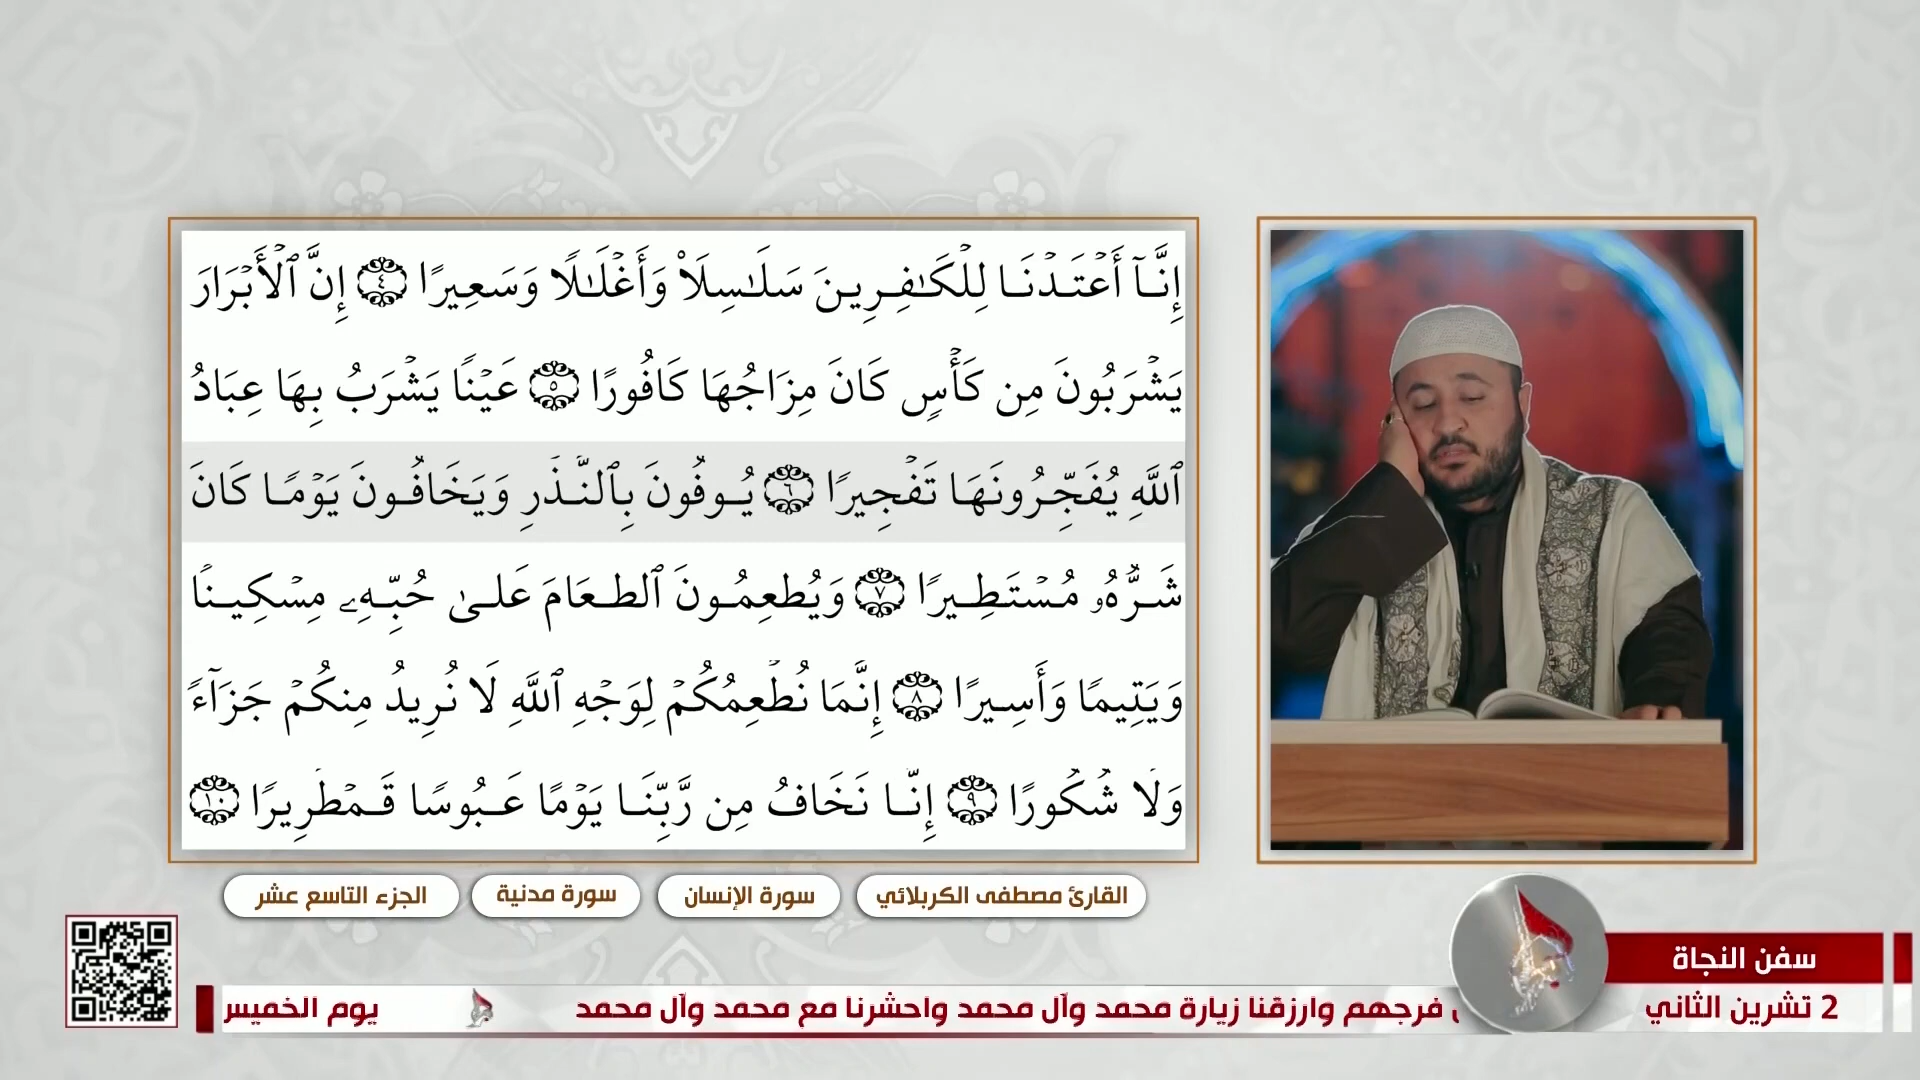 إِنَّآ أَعْتَدْنَا لِلْكَٰفِرِينَ سَلَٰسِلَا۟ وَأَغْلَٰلًا وَسَعِيرًا ٤ إِنَّ ٱلْأَبْرَارَ
يَشْرَبُونَ مِن كَأْسٍ كَانَ مِزَاجُهَا كَافُورًا ٥ عَيْنًا يَشْرَبُ بِهَا عِبَادُ
ٱللَّهِ يُفَجِّرُونَهَا تَفْجِيرًا ٦ يُوفُونَ بِٱلنَّذْرِ وَيَخَافُونَ يَوْمًا كَانَ
شَرُّهُۥ مُسْتَطِيرًا ٧ وَيُطْعِمُونَ ٱلطَّعَامَ عَلَىٰ حُبِّهِۦ مِسْكِينًا
وَيَتِيمًا وَأَسِيرًا ٨ إِنَّمَا نُطْعِمُكُمْ لِوَجْهِ ٱللَّهِ لَا نُرِيدُ مِنكُمْ جَزَآءً
وَلَا شُكُورًا ٩ إِنَّا نَخَافُ مِن رَّبِّنَا يَوْمًا عَبُوسًا قَمْطَرِيرًا ١٠
القارئ مصطفى الكربلائي
سورة الإنسان
سورة مدنية
الجزء التاسع عشر
سفن النجاة
2 تشرين الثاني
فرجهم وارزقنا زيارة محمد وآل محمد واحشرنا مع محمد وآل محمد
يوم الخميس